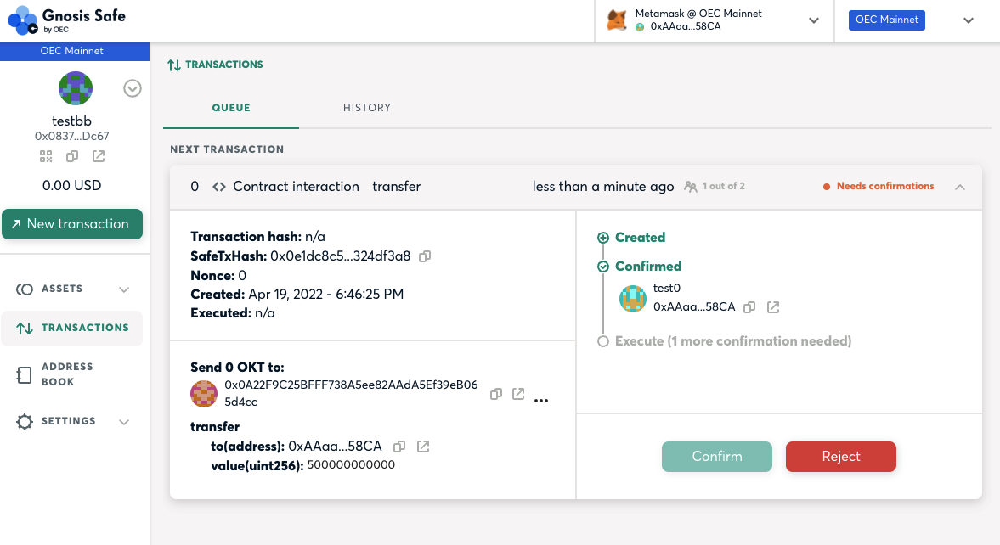 Gnosis Safe
by OEC
Metamask @ OEC Mainnet
0xAAaa...58CA
OEC Mainnet
OEC Mainnet
testbb
0x0837...Dc67
0.00 USD
New transaction
ASSETS
TRANSACTIONS
ADDRESS
BOOK
SETTINGS
TRANSACTIONS
QUEUE
HISTORY
NEXT TRANSACTION
0 Contract interaction transfer less than a minute ago 1 out of 2 Needs confirmations
Transaction hash: n/a
SafeTxHash: 0x0e1dc8c5...324df3a8
Nonce: 0
Created: Apr 19, 2022 - 6:46:25 PM
Executed: n/a
Send 0 OKT to:
0x0A22F9C25BFFF738A5ee82AAdA5Ef39eB06
5d4cc
transfer
to(address): 0xAAaa...58CA
value(uint256): 500000000000
Created
Confirmed
test0
0xAAaa...58CA
Execute (1 more confirmation needed)
Confirm
Reject